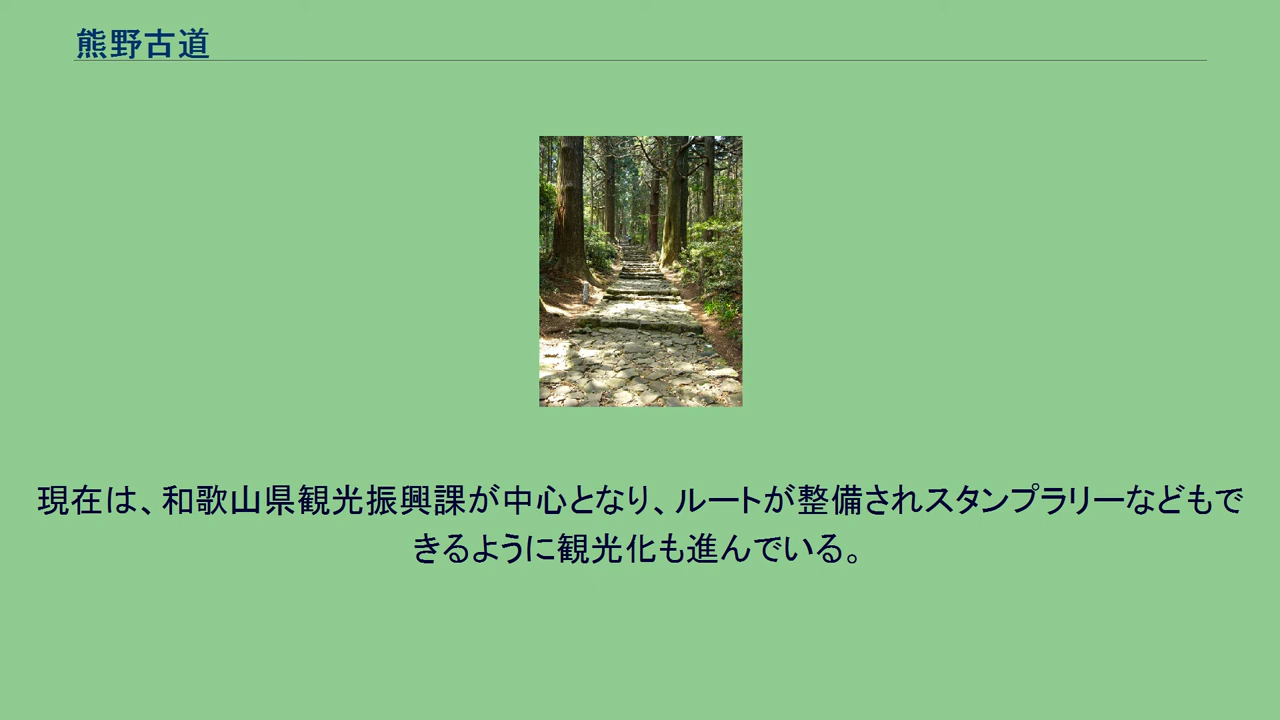 熊野古道
現在は、和歌山県観光振興課が中心となり、ルートが整備されスタンプラリーなどもで
きるように観光化も進んでいる。